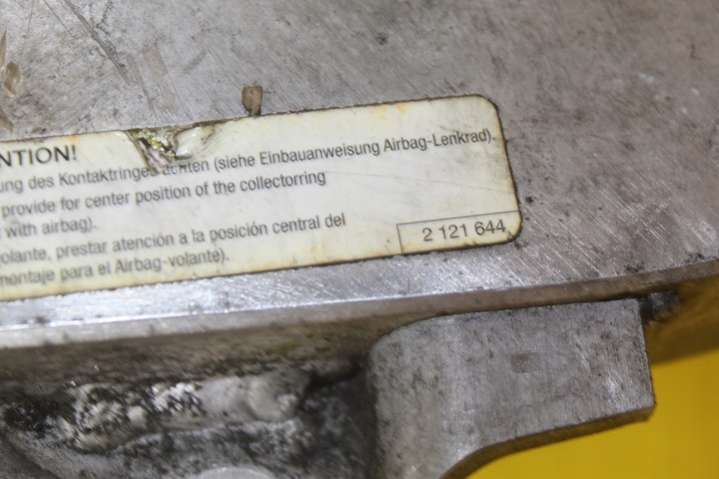 NTION!
ung des Kontaktringes achten (siehe Einbauanweisung Airbag-Lenkrad).
provide for center position of the collectorring
with airbag).
olante, prestar atención a la posición central del
montaje para el Airbag-volante).
2 121 644